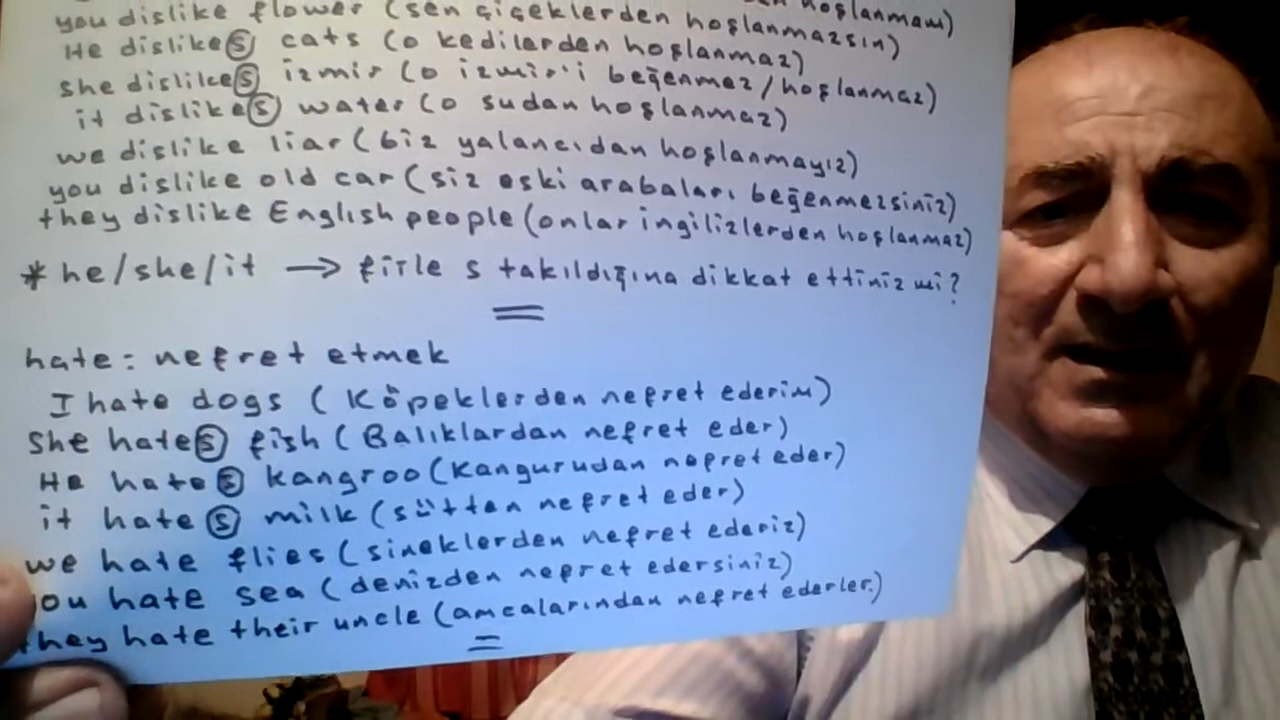 you dislike flower (sen çiçeklerden hoşlanmazsın)
hoşlanmam)
He dislikes cats (o kedilerden hoşlanmaz)
she dislikes izmir (o izmir'i beğenmez/hoşlanmaz)
it dislikes water (o sudan hoşlanmaz)
we dislike liar (biz yalancıdan hoşlanmayız)
you dislike old car (siz eski arabaları beğenmezsiniz)
they dislike English people (onlar ingilizlerden hoşlanmaz)
* he/she/it → fiile s takıldığına dikkat ettiniz mi?
=
hate: nefret etmek
I hate dogs (Köpeklerden nefret ederim)
She hates fish (Balıklardan nefret eder)
He hates kangroo (Kangurudan nefret eder)
it hates milk (sütten nefret eder)
we hate flies (sineklerden nefret ederiz)
you hate sea (denizden nefret edersiniz)
they hate their uncle (amcalarından nefret ederler.)
=